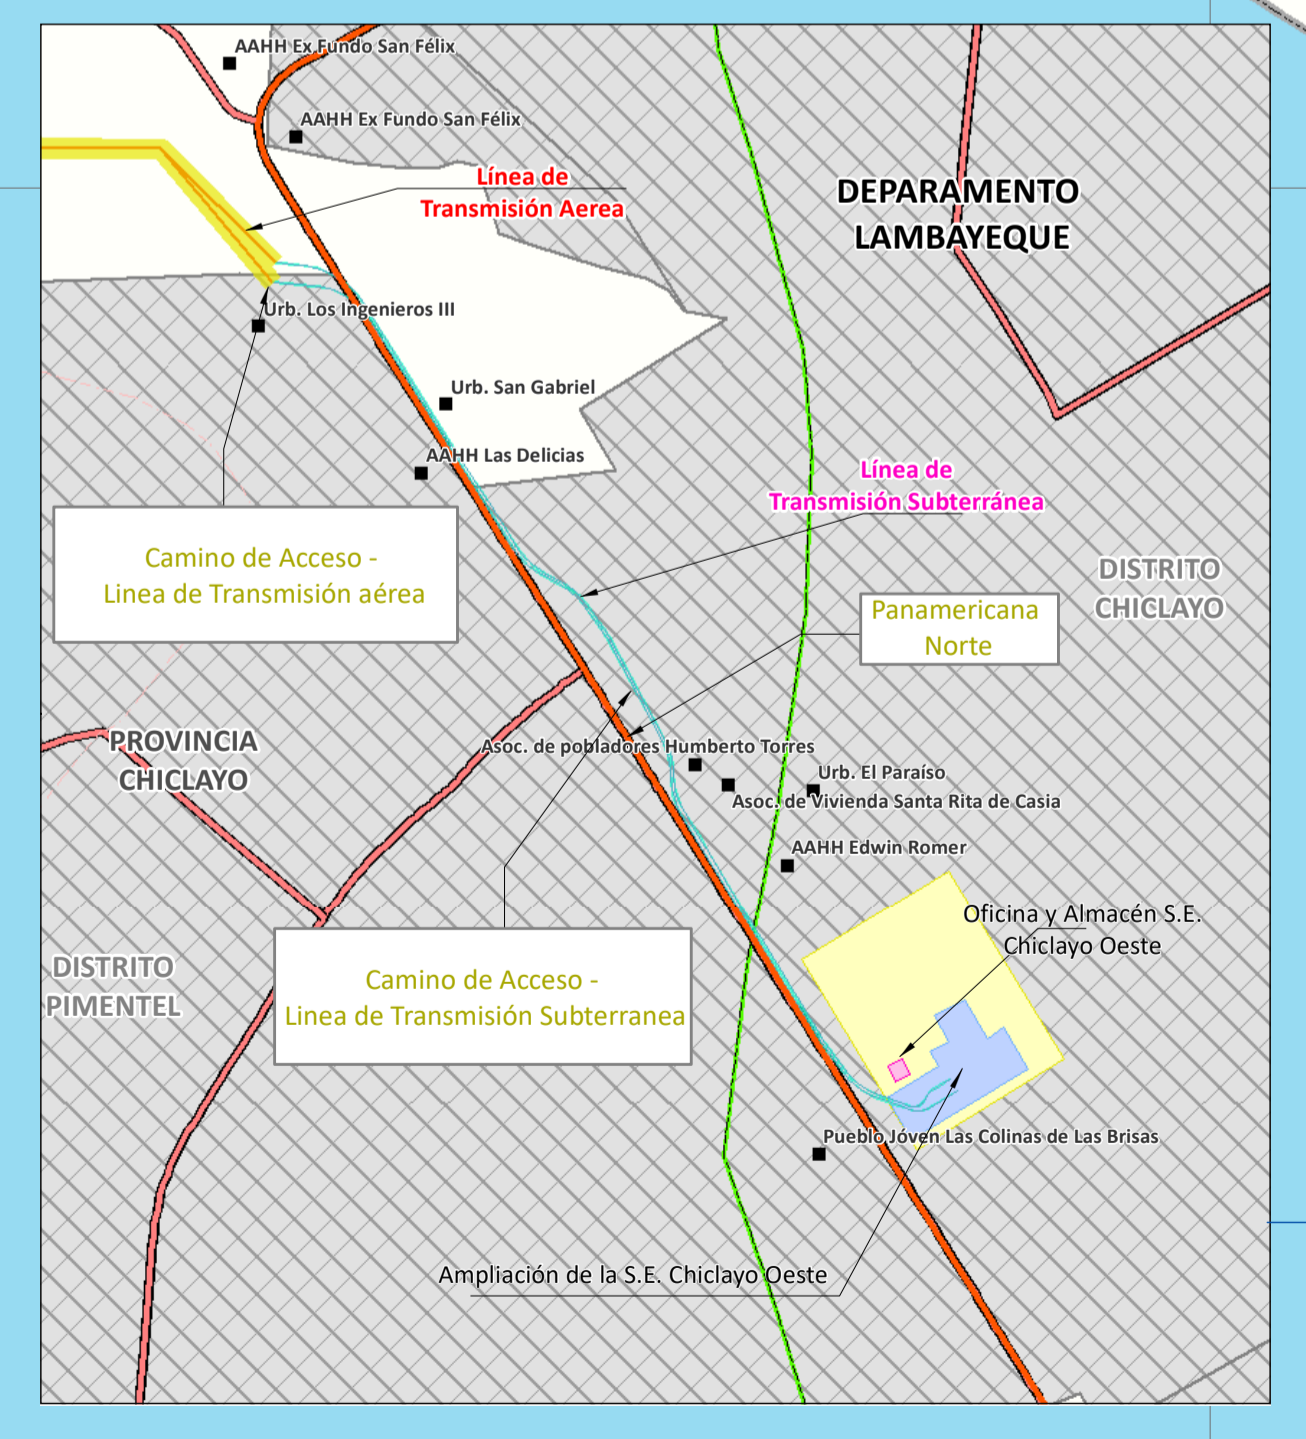 AAHH Ex Fundo San Félix
AAHH Ex Fundo San Félix
Línea de
Transmisión Aerea
DEPARAMENTO
LAMBAYEQUE
Urb. Los Ingenieros III
Urb. San Gabriel
AAHH Las Delicias
Línea de
Transmisión Subterránea
Camino de Acceso -
Linea de Transmisión aérea
DISTRITO
CHICLAYO
Panamericana
Norte
PROVINCIA
CHICLAYO
Asoc. de pobladores Humberto Torres
Urb. El Paraíso
Asoc. de Vivienda Santa Rita de Casia
AAHH Edwin Romer
Oficina y Almacén S.E.
Chiclayo Oeste
DISTRITO
PIMENTEL
Camino de Acceso -
Linea de Transmisión Subterranea
Pueblo Jóven Las Colinas de Las Brisas
Ampliación de la S.E. Chiclayo Oeste